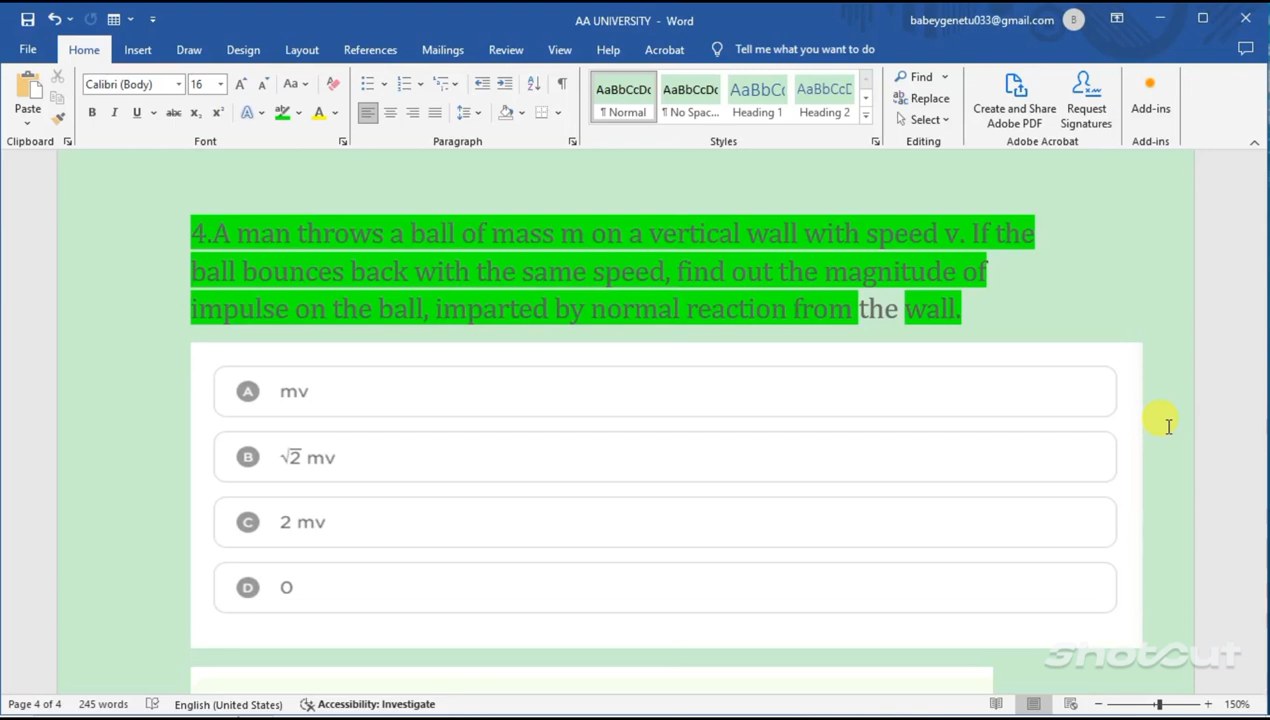 AA UNIVERSITY - Word
babeygenetu033@gmail.com
B
File
Home
Insert
Draw
Design
Layout
References
Mailings
Review
View
Help
Acrobat
Tell me what you want to do
Paste
Calibri (Body)
16
Aa
B I U abc x₂ x²
AaBbCcDc
¶ Normal
AaBbCcDc
¶ No Spac...
AaBbCc
Heading 1
AaBbCcD
Heading 2
Find
Replace
Select
Create and Share
Adobe PDF
Request
Signatures
Add-ins
Clipboard
Font
Paragraph
Styles
Editing
Adobe Acrobat
Add-ins
4.A man throws a ball of mass m on a vertical wall with speed v. If the
ball bounces back with the same speed, find out the magnitude of
impulse on the ball, imparted by normal reaction from the wall.
A mv
B √2 mv
C 2 mv
D 0
SHOTCUT
Page 4 of 4
245 words
English (United States)
Accessibility: Investigate
150%